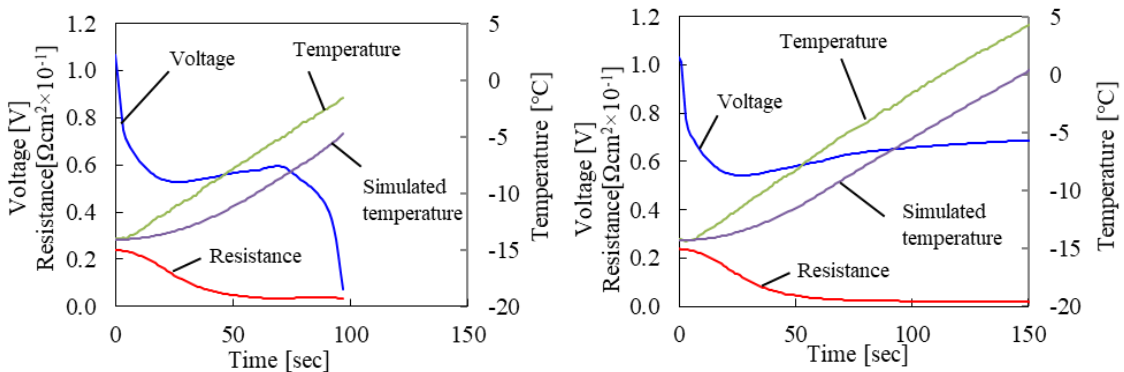 Voltage [V]
Resistance[Ωcm²×10⁻¹]
1.2
1.0
0.8
0.6
0.4
0.2
0.0
Voltage
Temperature
Simulated
temperature
Resistance
5
0
-5
-10
-15
-20
Temperature [°C]
0
50
100
150
Time [sec]
Voltage [V]
Resistance[Ωcm²×10⁻¹]
1.2
1.0
0.8
0.6
0.4
0.2
0.0
Temperature
Voltage
Simulated
temperature
Resistance
5
0
-5
-10
-15
-20
Temperature [°C]
0
50
100
150
Time [sec]